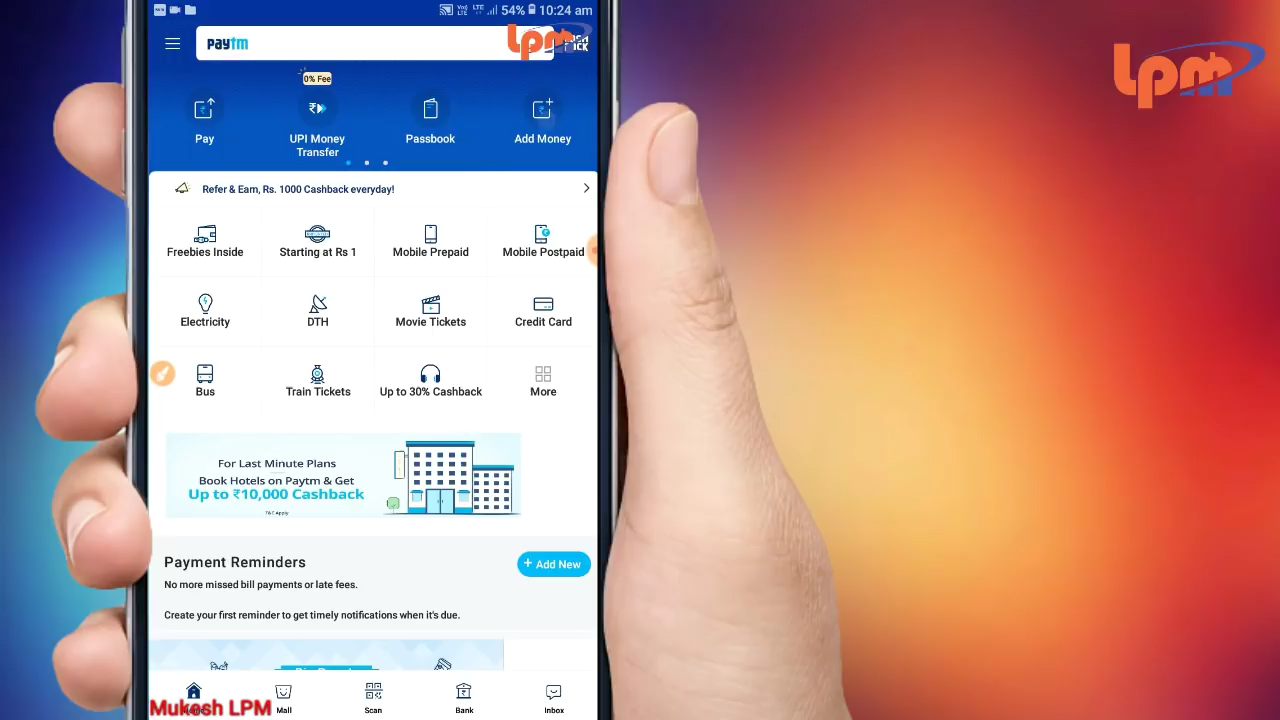 54% 10:24 am
paytm
lpm
lpm
0% Fee
Pay
UPI Money Transfer
Passbook
Add Money
Refer & Earn, Rs. 1000 Cashback everyday!
Freebies Inside
Starting at Rs 1
Mobile Prepaid
Mobile Postpaid
Electricity
DTH
Movie Tickets
Credit Card
Bus
Train Tickets
Up to 30% Cashback
More
For Last Minute Plans
Book Hotels on Paytm & Get
Up to ₹10,000 Cashback
T&C Apply
Payment Reminders
+ Add New
No more missed bill payments or late fees.
Create your first reminder to get timely notifications when it's due.
Mall
Scan
Bank
Inbox
Mukesh LPM